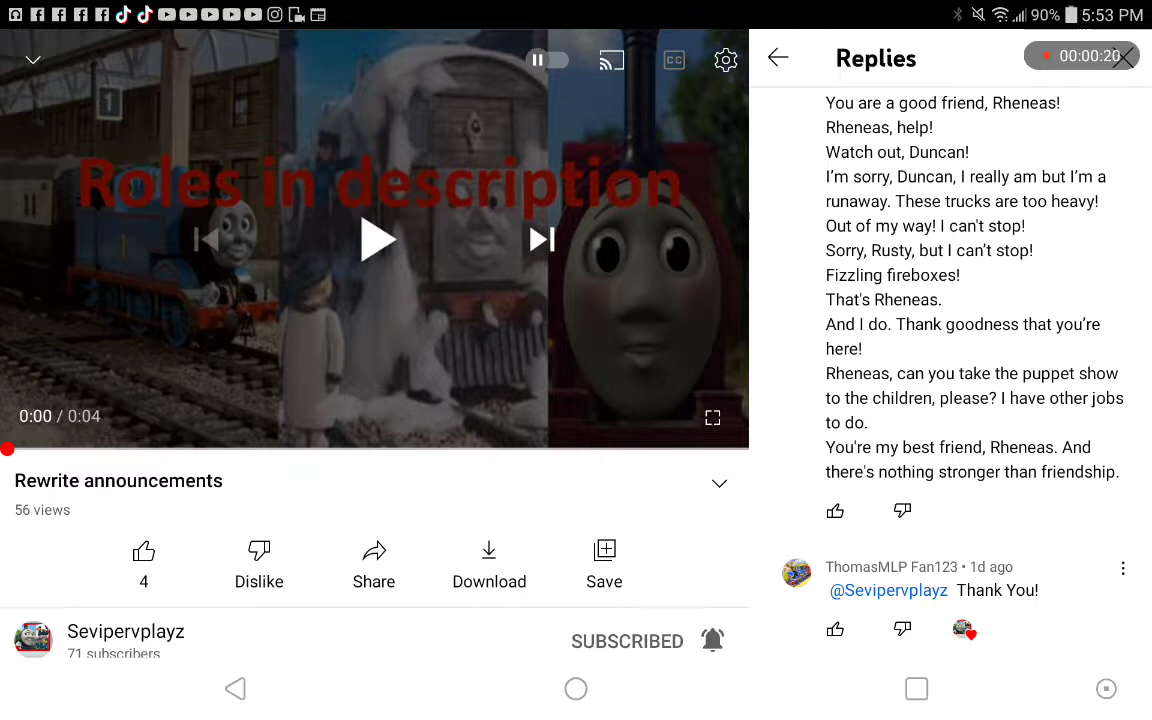 90% 5:53 PM
CC
1
Roles in description
0:00 / 0:04
Rewrite announcements
56 views
4 Dislike Share Download Save
Sevipervplayz
71 subscribers
SUBSCRIBED
Replies
00:00:20
You are a good friend, Rheneas!
Rheneas, help!
Watch out, Duncan!
I’m sorry, Duncan, I really am but I’m a
runaway. These trucks are too heavy!
Out of my way! I can't stop!
Sorry, Rusty, but I can’t stop!
Fizzling fireboxes!
That's Rheneas.
And I do. Thank goodness that you’re
here!
Rheneas, can you take the puppet show
to the children, please? I have other jobs
to do.
You're my best friend, Rheneas. And
there's nothing stronger than friendship.
ThomasMLP Fan123 • 1d ago
@Sevipervplayz Thank You!